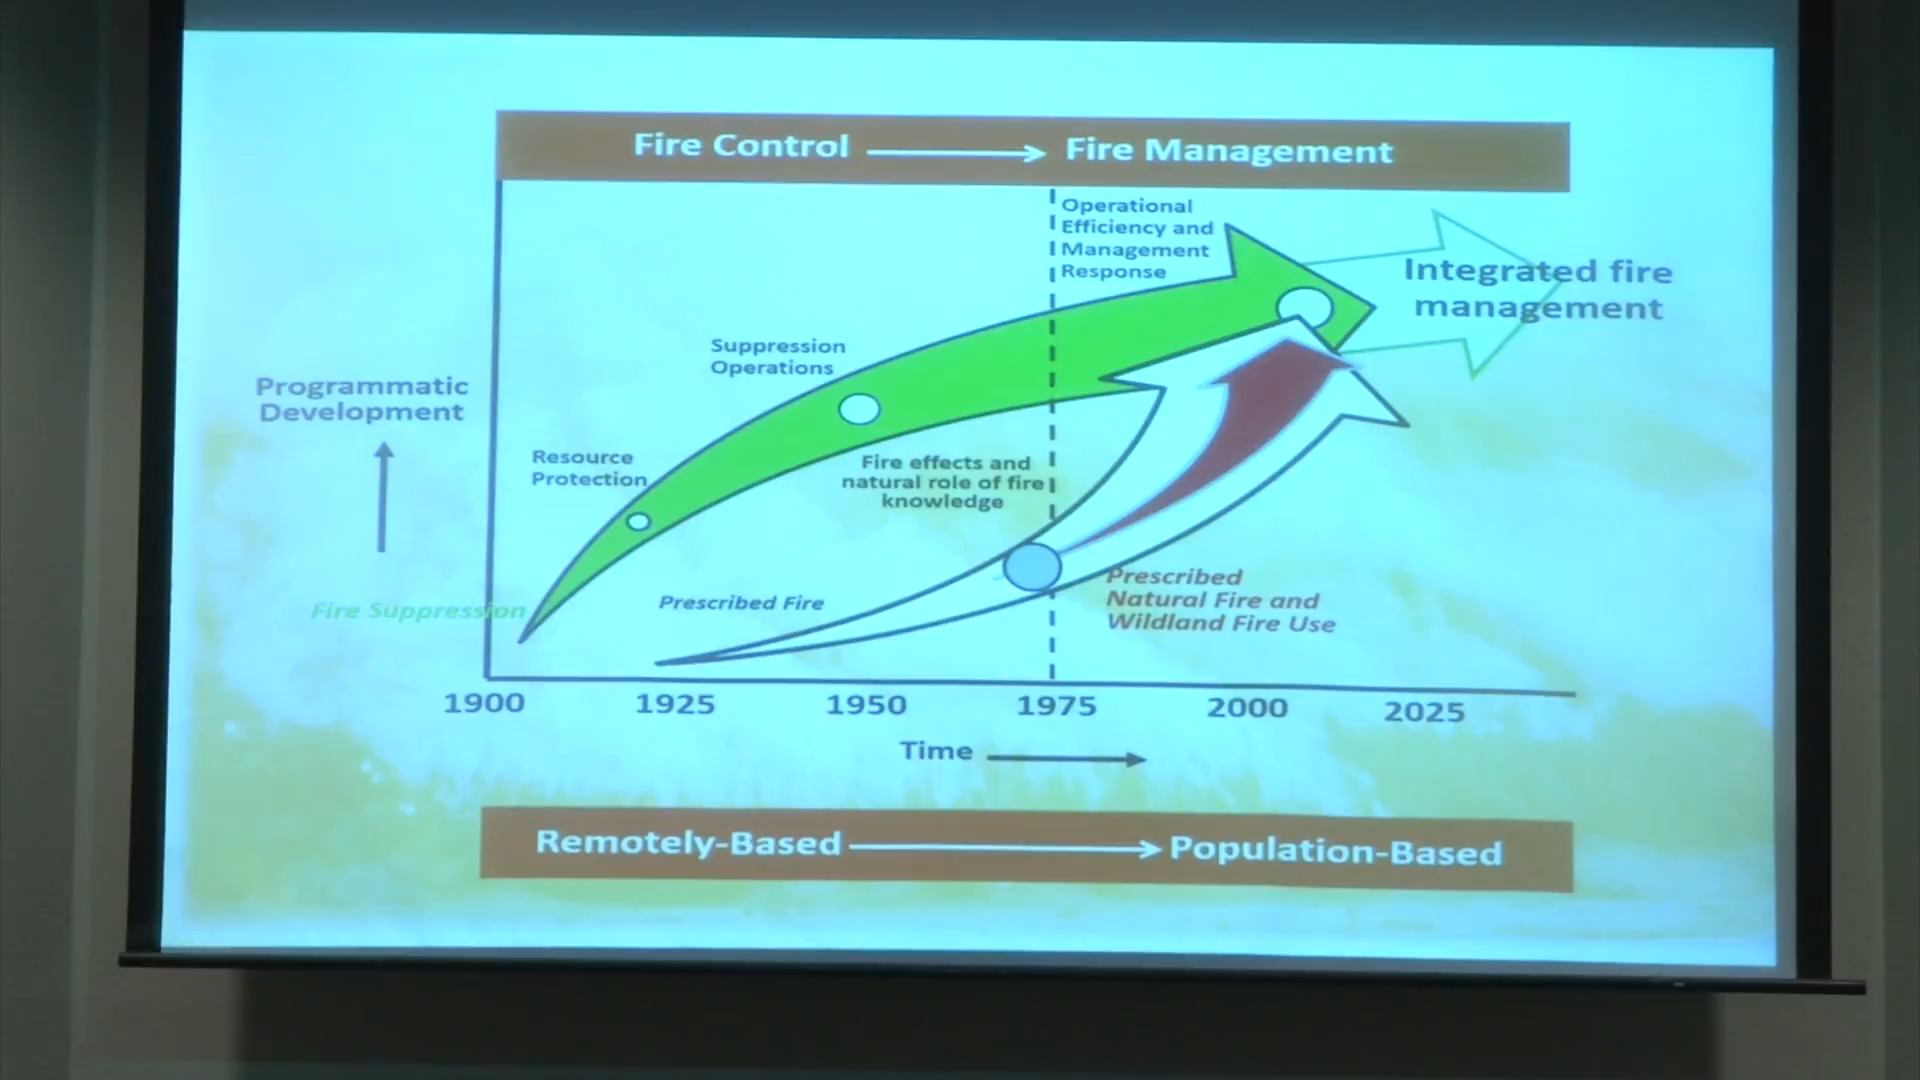 Fire Control
Fire Management
Operational
Efficiency and
Management
Response
Integrated fire
management
Suppression
Operations
Programmatic
Development
Resource
Protection
Fire effects and
natural role of fire
knowledge
Fire Suppression
Prescribed Fire
Prescribed
Natural Fire and
Wildland Fire Use
1900 1925 1950 1975 2000 2025
Time
Remotely-Based
Population-Based